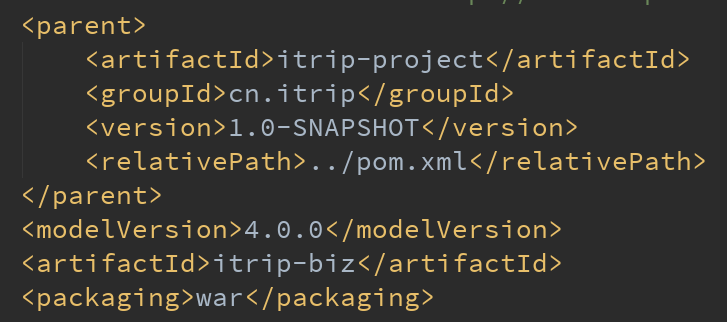 <parent>
<artifactId>itrip-project</artifactId>
<groupId>cn.itrip</groupId>
<version>1.0-SNAPSHOT</version>
<relativePath>../pom.xml</relativePath>
</parent>
<modelVersion>4.0.0</modelVersion>
<artifactId>itrip-biz</artifactId>
<packaging>war</packaging>